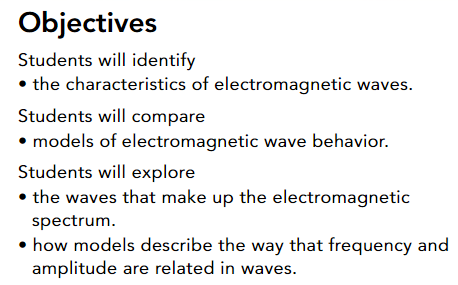 Objectives
Students will identify
• the characteristics of electromagnetic waves.
Students will compare
• models of electromagnetic wave behavior.
Students will explore
• the waves that make up the electromagnetic
spectrum.
• how models describe the way that frequency and
amplitude are related in waves.